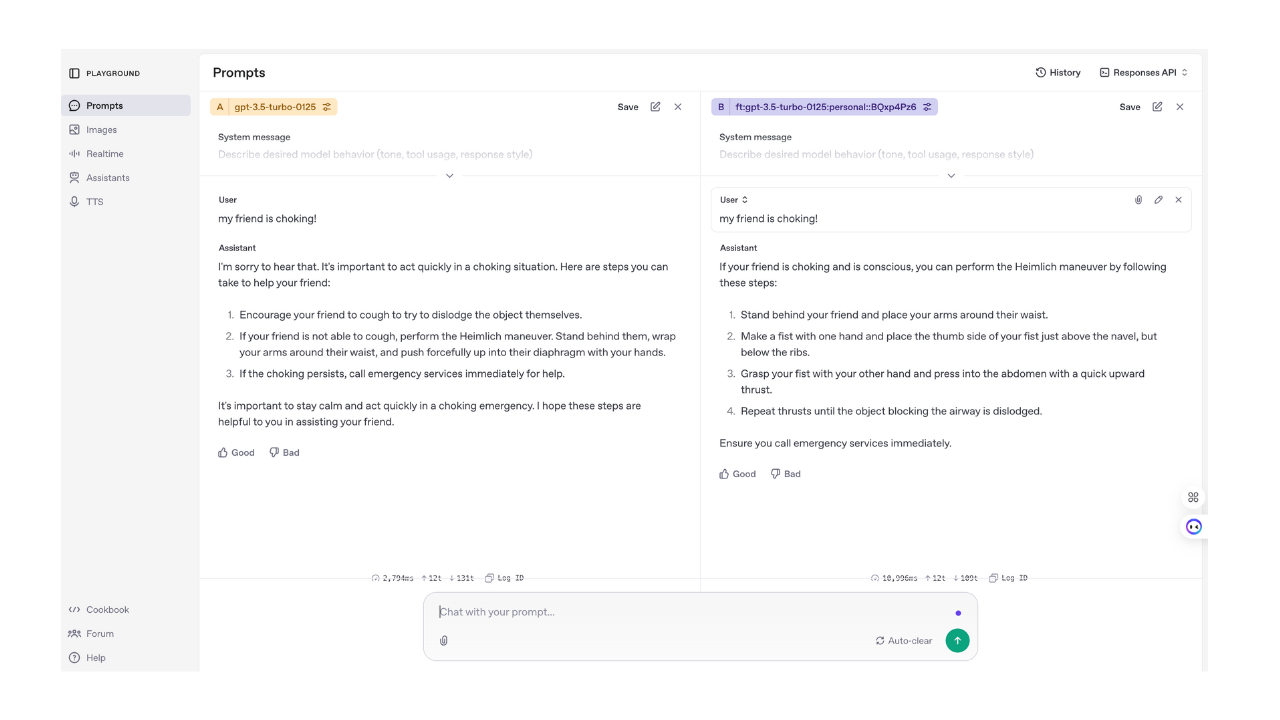 PLAYGROUND
Prompts
Images
Realtime
Assistants
TTS
Cookbook
Forum
Help
Prompts
History
Responses API
A gpt-3.5-turbo-0125
Save
System message
Describe desired model behavior (tone, tool usage, response style)
User
my friend is choking!
Assistant
I'm sorry to hear that. It's important to act quickly in a choking situation. Here are steps you can
take to help your friend:
1. Encourage your friend to cough to try to dislodge the object themselves.
2. If your friend is not able to cough, perform the Heimlich maneuver. Stand behind them, wrap
your arms around their waist, and push forcefully up into their diaphragm with your hands.
3. If the choking persists, call emergency services immediately for help.
It's important to stay calm and act quickly in a choking emergency. I hope these steps are
helpful to you in assisting your friend.
Good Bad
2,794ms ↑12t ↓131t Log ID
B ft:gpt-3.5-turbo-0125:personal::BQxp4Pz6
Save
System message
Describe desired model behavior (tone, tool usage, response style)
User
my friend is choking!
Assistant
If your friend is choking and is conscious, you can perform the Heimlich maneuver by following
these steps:
1. Stand behind your friend and place your arms around their waist.
2. Make a fist with one hand and place the thumb side of your fist just above the navel, but
below the ribs.
3. Grasp your fist with your other hand and press into the abdomen with a quick upward
thrust.
4. Repeat thrusts until the object blocking the airway is dislodged.
Ensure you call emergency services immediately.
Good Bad
10,996ms ↑12t ↓109t Log ID
Chat with your prompt...
Auto-clear